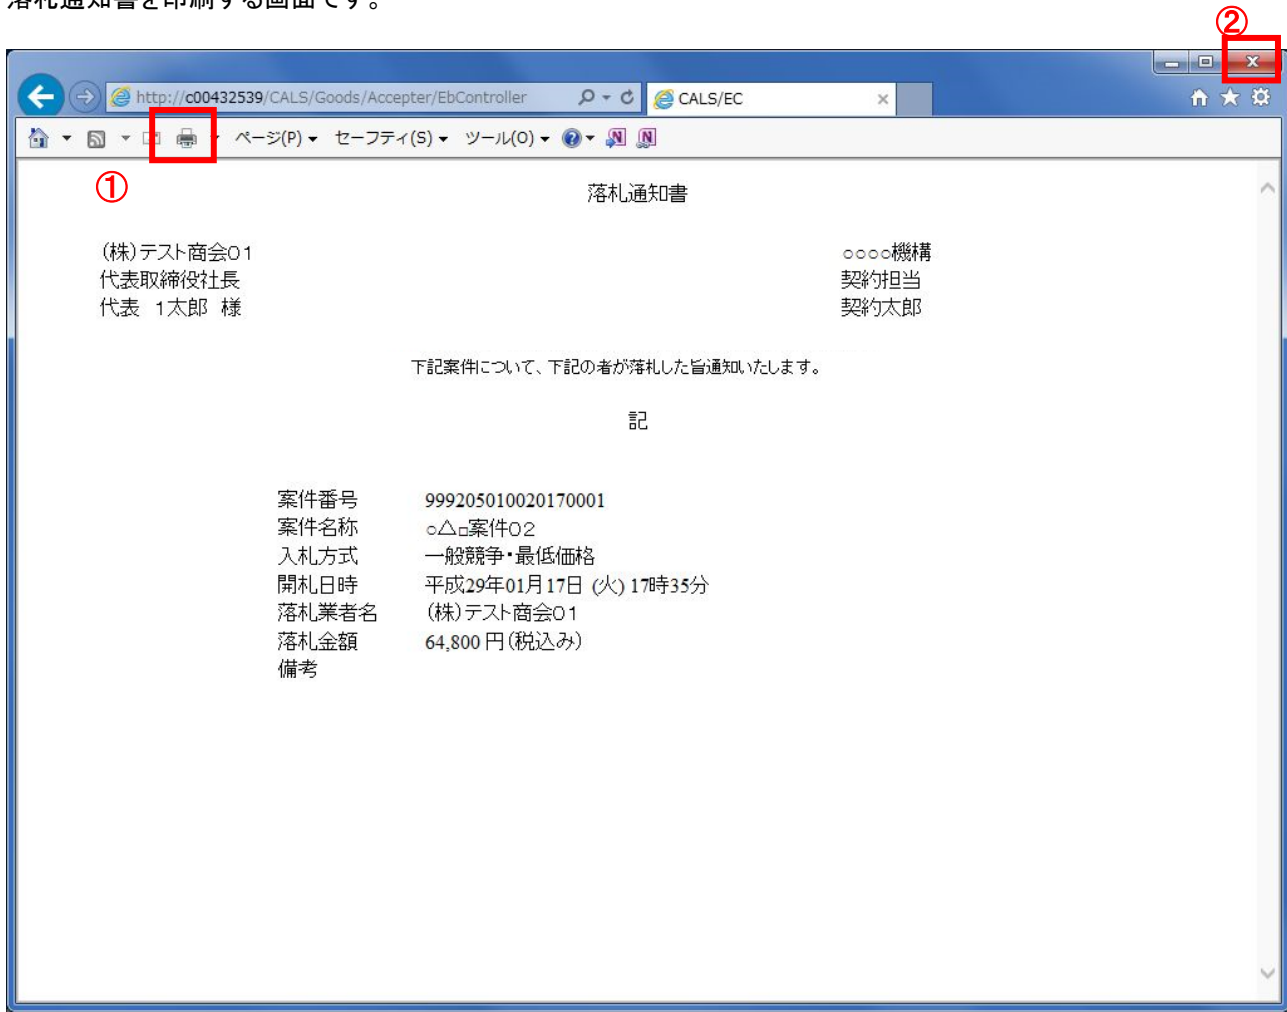 落札通知書を印刷する画面です。
②
http://c00432539/CALS/Goods/Accepter/EbController
CALS/EC
ページ(P) セーフティ(S) ツール(O)
①
落札通知書
(株)テスト商会01
代表取締役社長
代表 1太郎 様
○○○○機構
契約担当
契約太郎
下記案件について、下記の者が落札した旨通知いたします。
記
案件番号 999205010020170001
案件名称 ○△□案件02
入札方式 一般競争・最低価格
開札日時 平成29年01月17日 (火) 17時35分
落札業者名 (株)テスト商会01
落札金額 64,800 円(税込み)
備考